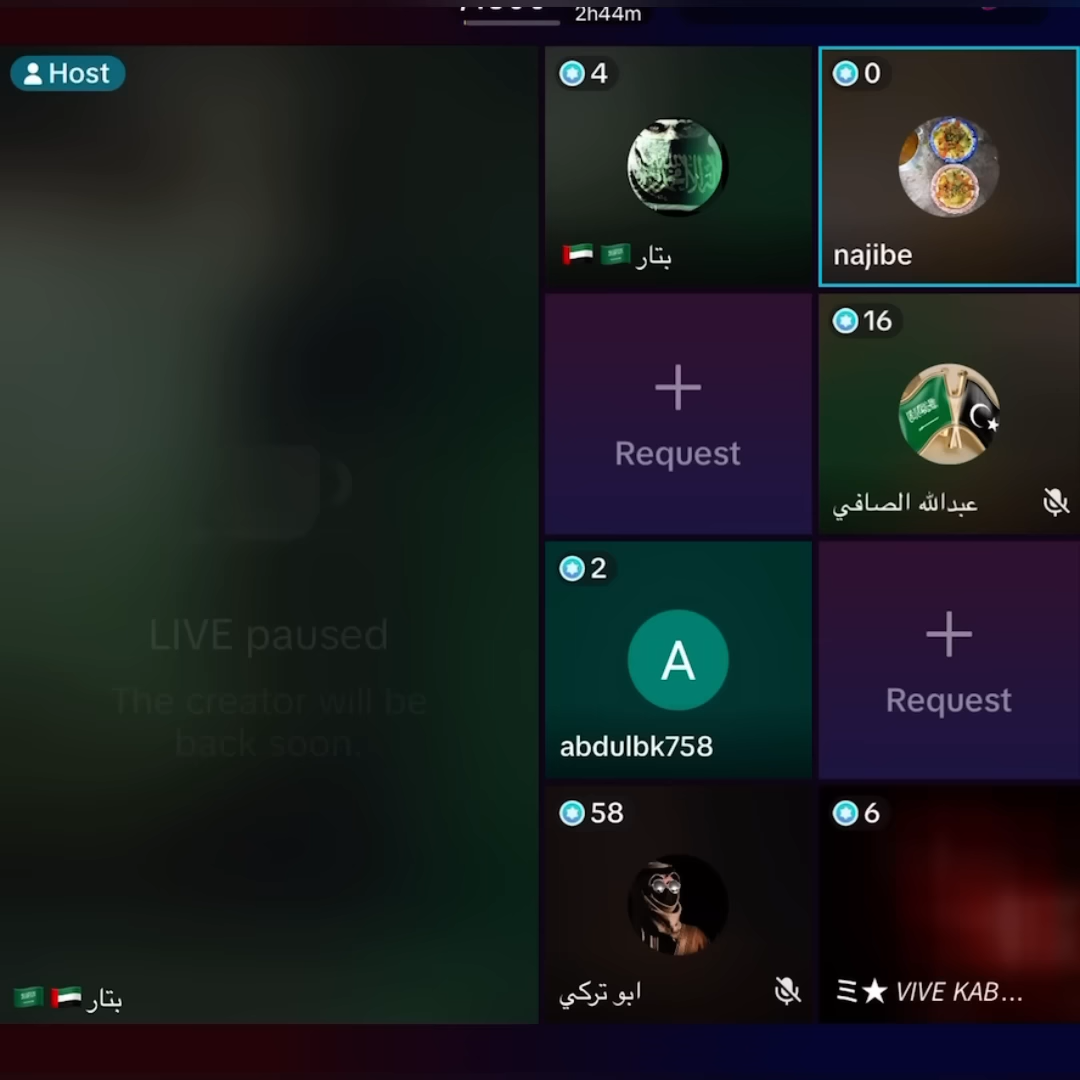 2h44m
Host
4
0
بتار
najibe
Request
16
عبدالله الصافي
LIVE paused
The creator will be
back soon.
2
A
abdulbk758
Request
58
6
ابو تركي
VIVE KAB...
بتار